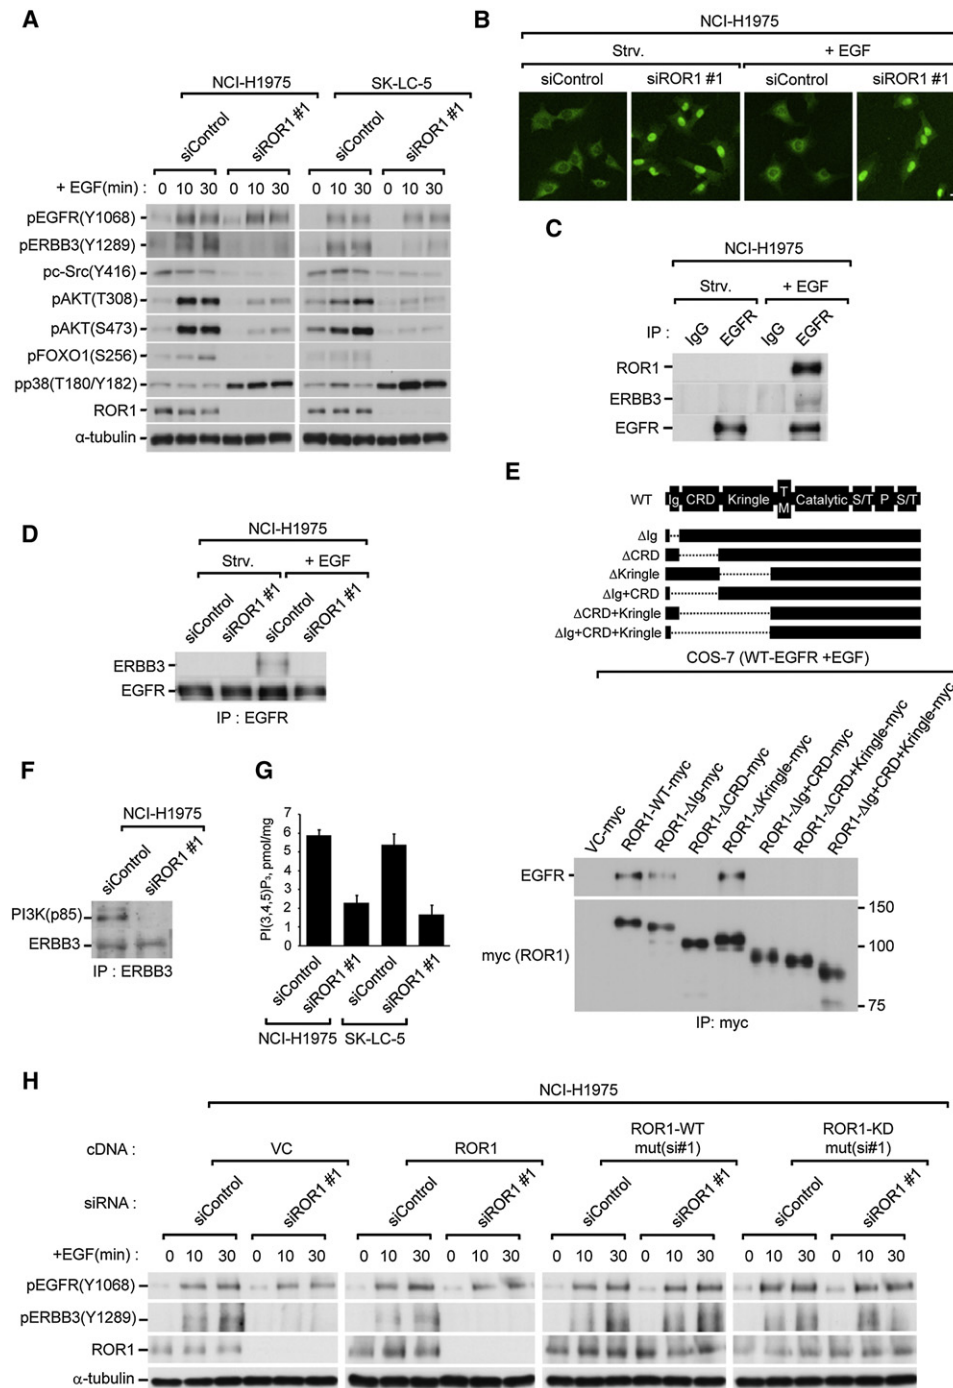 A
NCI-H1975 SK-LC-5
siControl siROR1 #1 siControl siROR1 #1
+ EGF(min) : 0 10 30 0 10 30 0 10 30 0 10 30
pEGFR(Y1068)
pERBB3(Y1289)
pc-Src(Y416)
pAKT(T308)
pAKT(S473)
pFOXO1(S256)
pp38(T180/Y182)
ROR1
α-tubulin
B
NCI-H1975
Strv. + EGF
siControl siROR1 #1 siControl siROR1 #1
C
NCI-H1975
Strv. + EGF
IP : IgG EGFR IgG EGFR
ROR1
ERBB3
EGFR
D
NCI-H1975
Strv. + EGF
siControl siROR1 #1 siControl siROR1 #1
ERBB3
EGFR
IP : EGFR
E
WT Ig CRD Kringle TM Catalytic S/T P S/T
ΔIg
ΔCRD
ΔKringle
ΔIg+CRD
ΔCRD+Kringle
ΔIg+CRD+Kringle
COS-7 (WT-EGFR +EGF)
VC-myc ROR1-WT-myc ROR1-ΔIg-myc ROR1-ΔCRD-myc ROR1-ΔKringle-myc ROR1-ΔIg+CRD-myc ROR1-ΔCRD+Kringle-myc ROR1-ΔIg+CRD+Kringle-myc
EGFR
myc (ROR1)
150
100
75
IP: myc
F
NCI-H1975
siControl siROR1 #1
PI3K(p85)
ERBB3
IP : ERBB3
G
PI(3,4,5)P₃, pmol/mg
7
6
5
4
3
2
1
0
siControl siROR1 #1 siControl siROR1 #1
NCI-H1975 SK-LC-5
H
NCI-H1975
cDNA : VC ROR1 ROR1-WT mut(si#1) ROR1-KD mut(si#1)
siRNA : siControl siROR1 #1 siControl siROR1 #1 siControl siROR1 #1 siControl siROR1 #1
+EGF(min) : 0 10 30 0 10 30 0 10 30 0 10 30 0 10 30 0 10 30 0 10 30 0 10 30
pEGFR(Y1068)
pERBB3(Y1289)
ROR1
α-tubulin